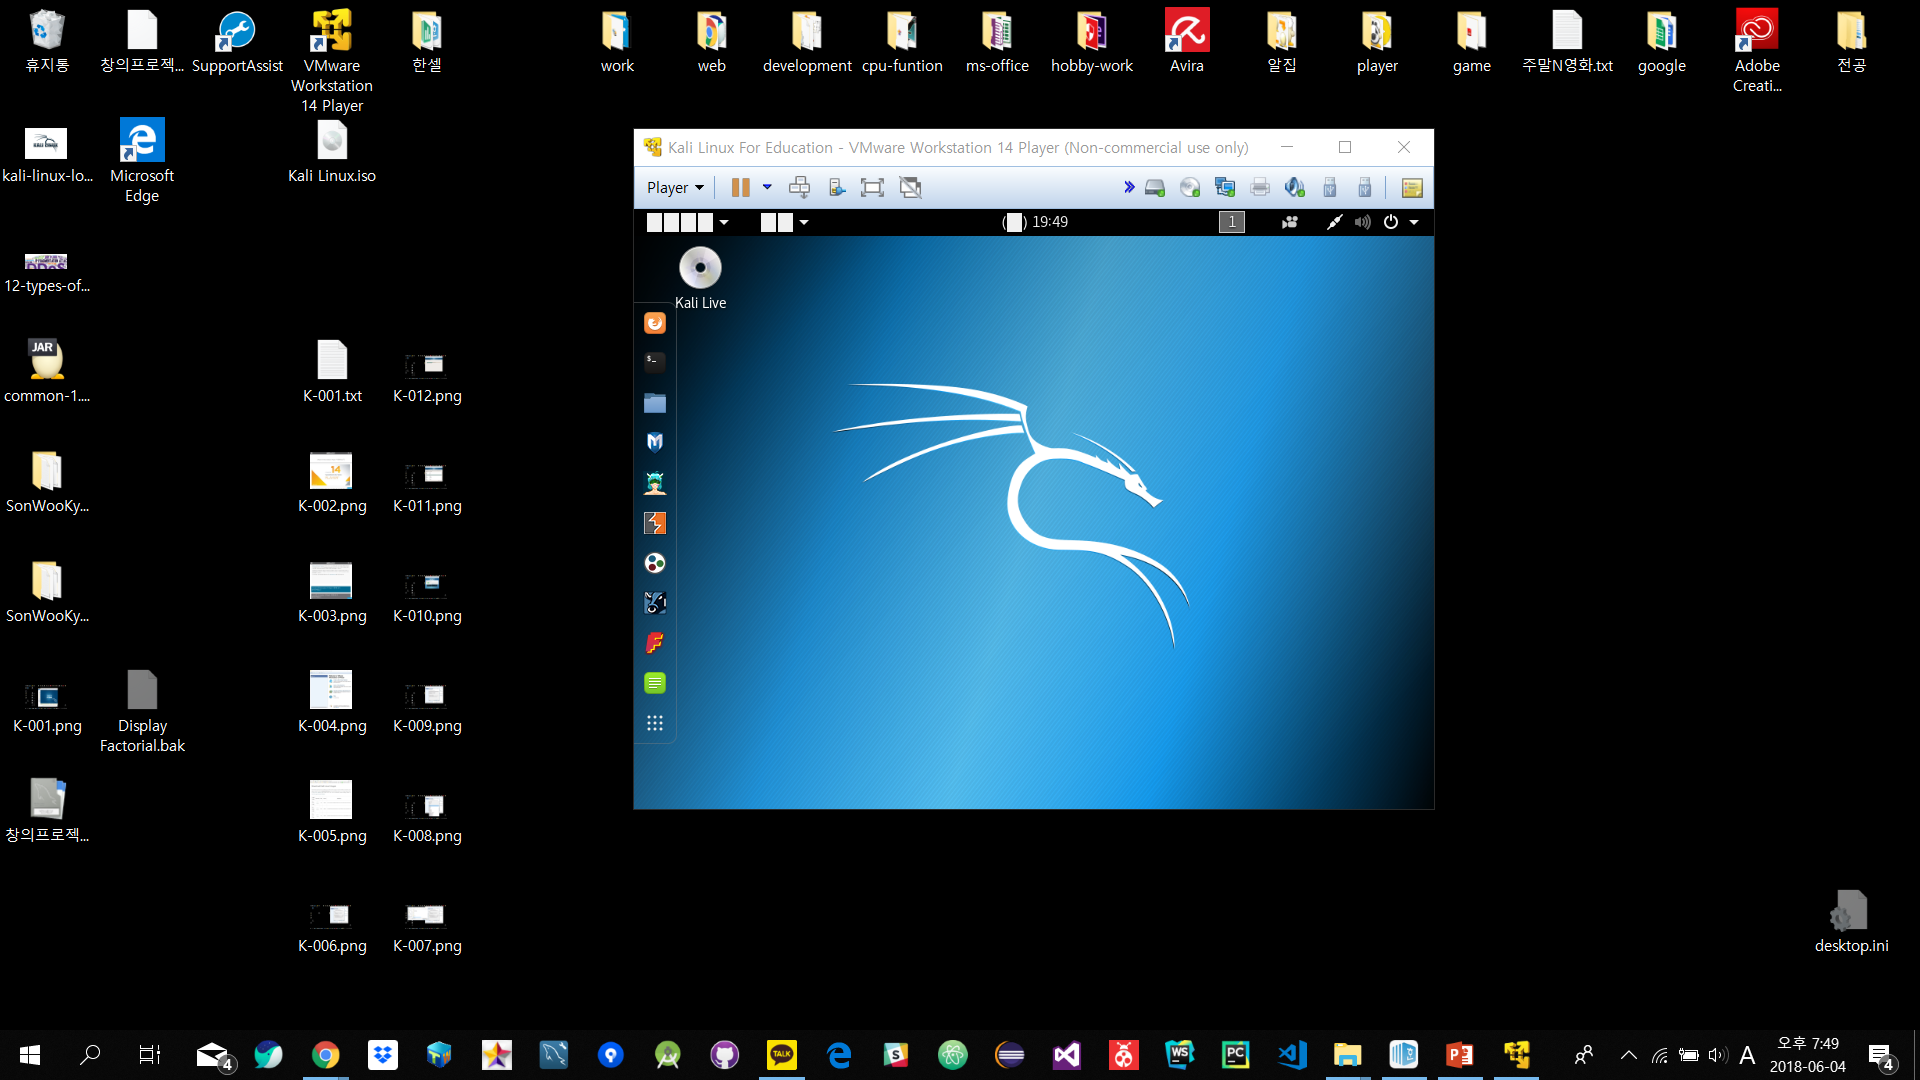 휴지통
창의프로젝...
SupportAssist
VMware
Workstation
14 Player
한셀
work
web
development
cpu-funtion
ms-office
hobby-work
Avira
알집
player
game
주말N영화.txt
google
Adobe
Creati...
전공
kali-linux-lo...
Microsoft
Edge
Kali Linux.iso
Kali Linux For Education - VMware Workstation 14 Player (Non-commercial use only)
Player
( ) 19:49
1
Kali Live
12-types-of...
JAR
common-1....
K-001.txt
K-012.png
SonWooKy...
14
K-002.png
K-011.png
SonWooKy...
K-003.png
K-010.png
K-001.png
Display
Factorial.bak
K-004.png
K-009.png
창의프로젝...
K-005.png
K-008.png
K-006.png
K-007.png
desktop.ini
4
TALK
S
WS
PC
A
오후 7:49
2018-06-04
4